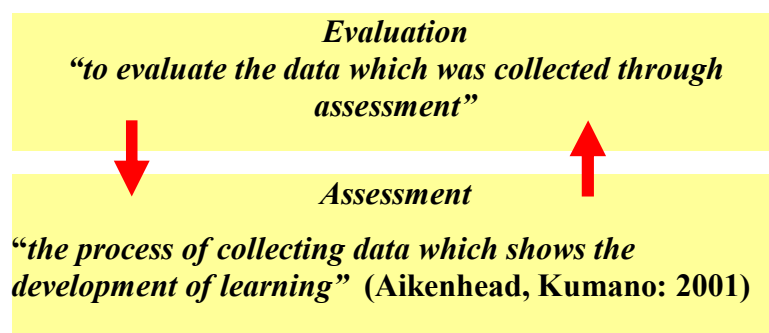 Evaluation
“to evaluate the data which was collected through
assessment”
Assessment
“the process of collecting data which shows the
development of learning” (Aikenhead, Kumano: 2001)